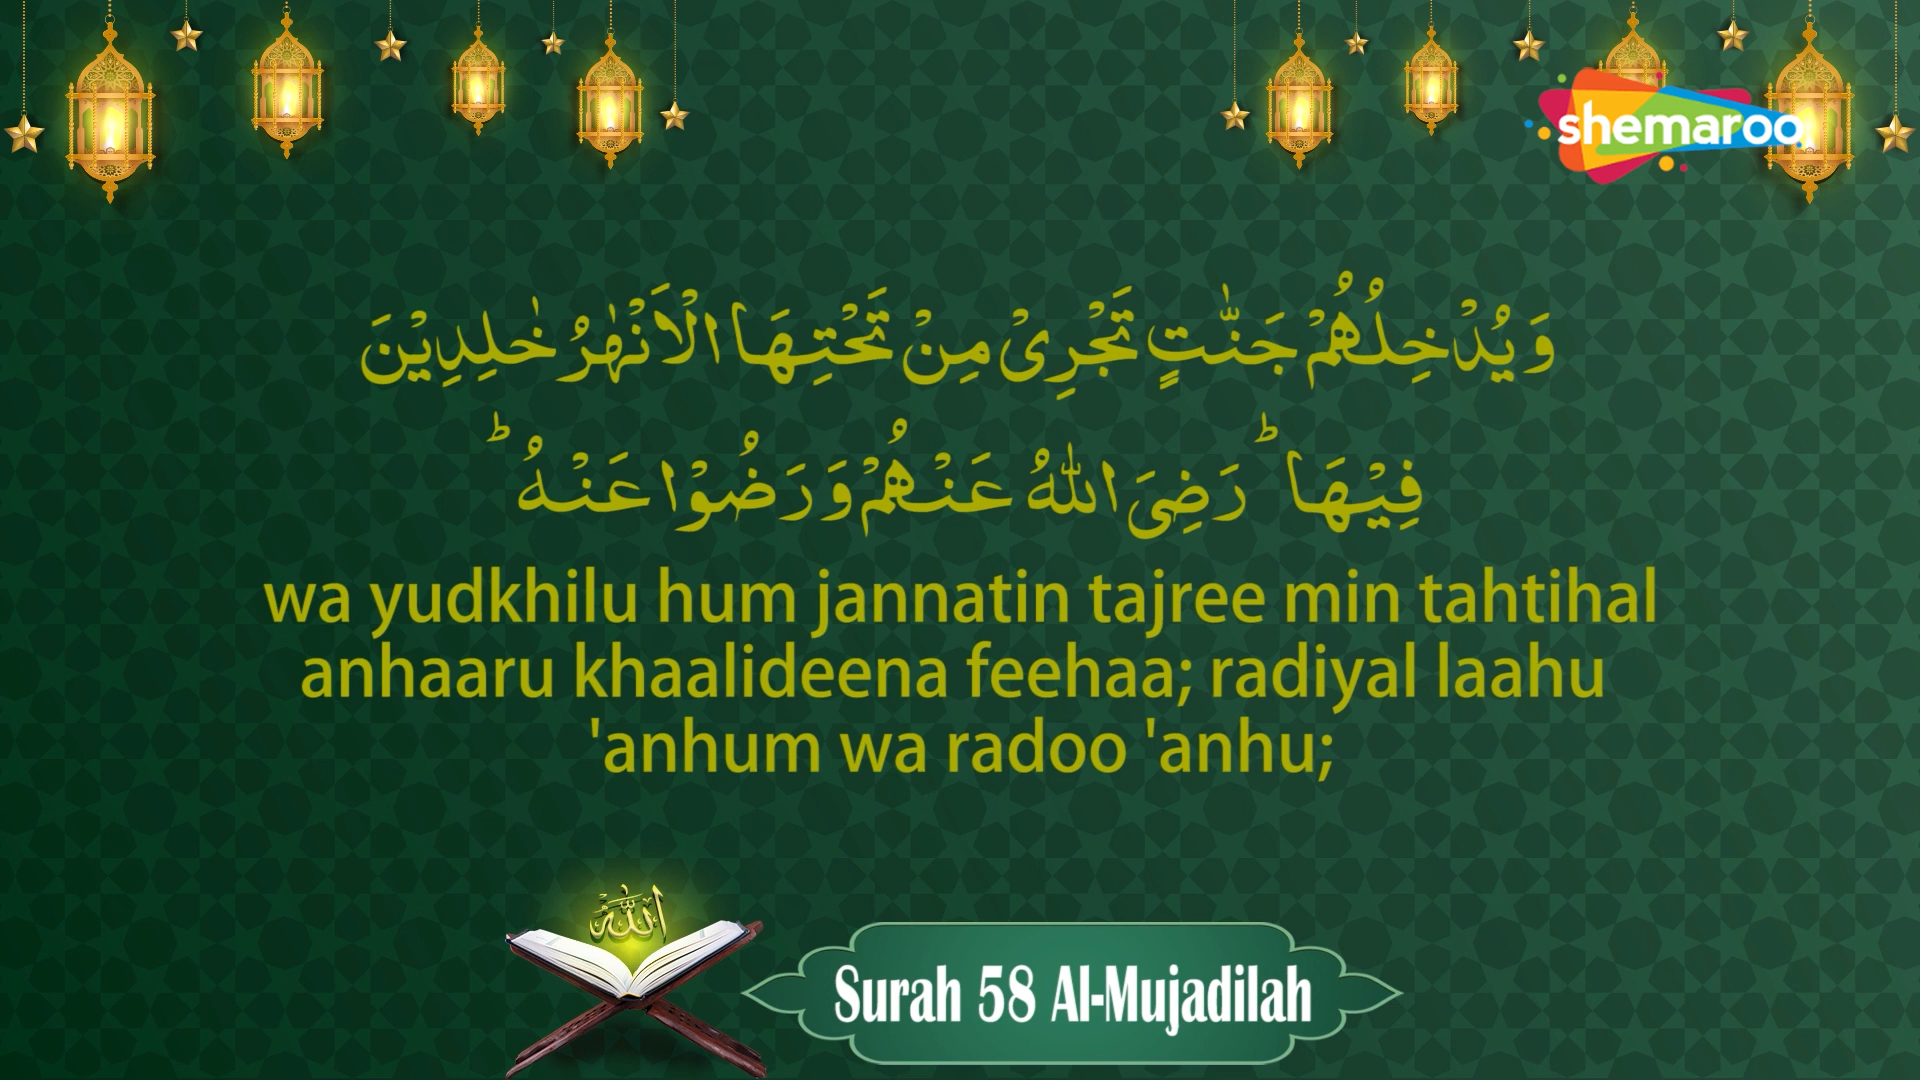 shemaroo
وَيُدْخِلُهُمْ جَنّٰتٍ تَجْرِىْ مِنْ تَحْتِهَا الْاَنْهٰرُ خٰلِدِيْنَ
فِيْهَا ؕ رَضِىَ اللّٰهُ عَنْهُمْ وَرَضُوْا عَنْهُ ؕ
wa yudkhilu hum jannatin tajree min tahtihal
anhaaru khaalideena feehaa; radiyal laahu
'anhum wa radoo 'anhu;
الله
Surah 58 Al-Mujadilah